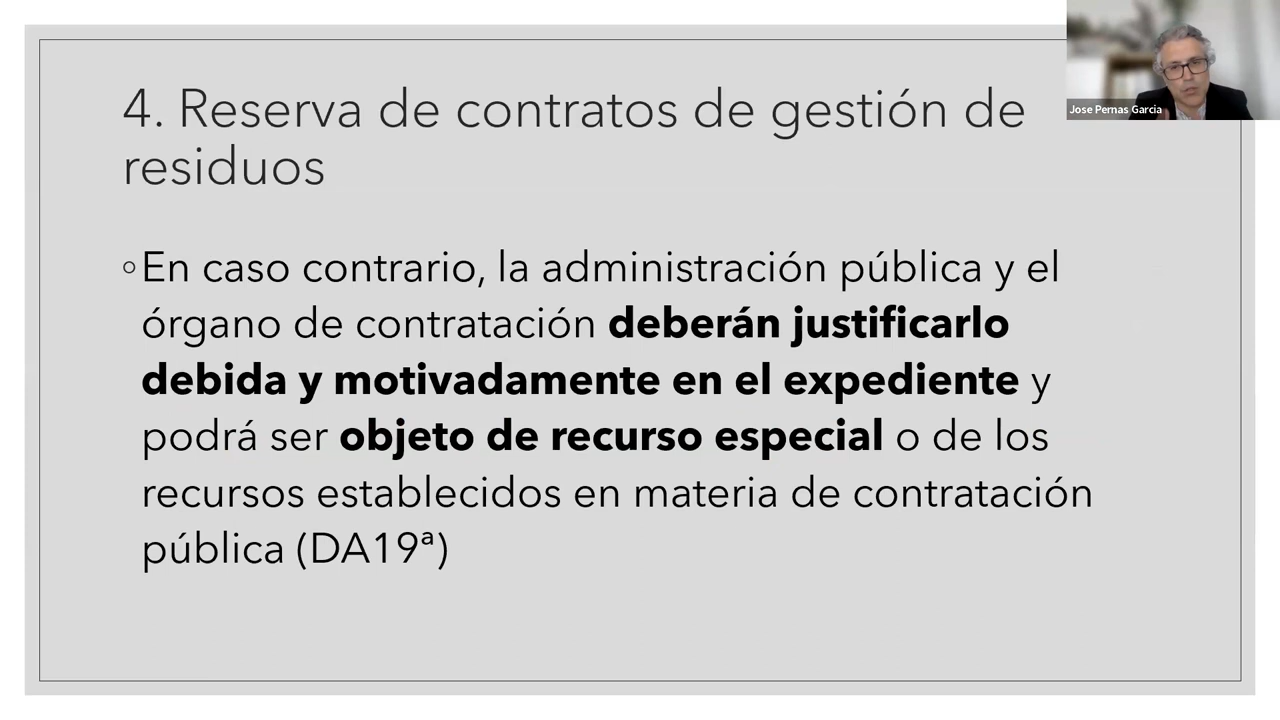 4. Reserva de contratos de gestión de
residuos
Jose Pernas Garcia
◦En caso contrario, la administración pública y el
órgano de contratación deberán justificarlo
debida y motivadamente en el expediente y
podrá ser objeto de recurso especial o de los
recursos establecidos en materia de contratación
pública (DA19ª)